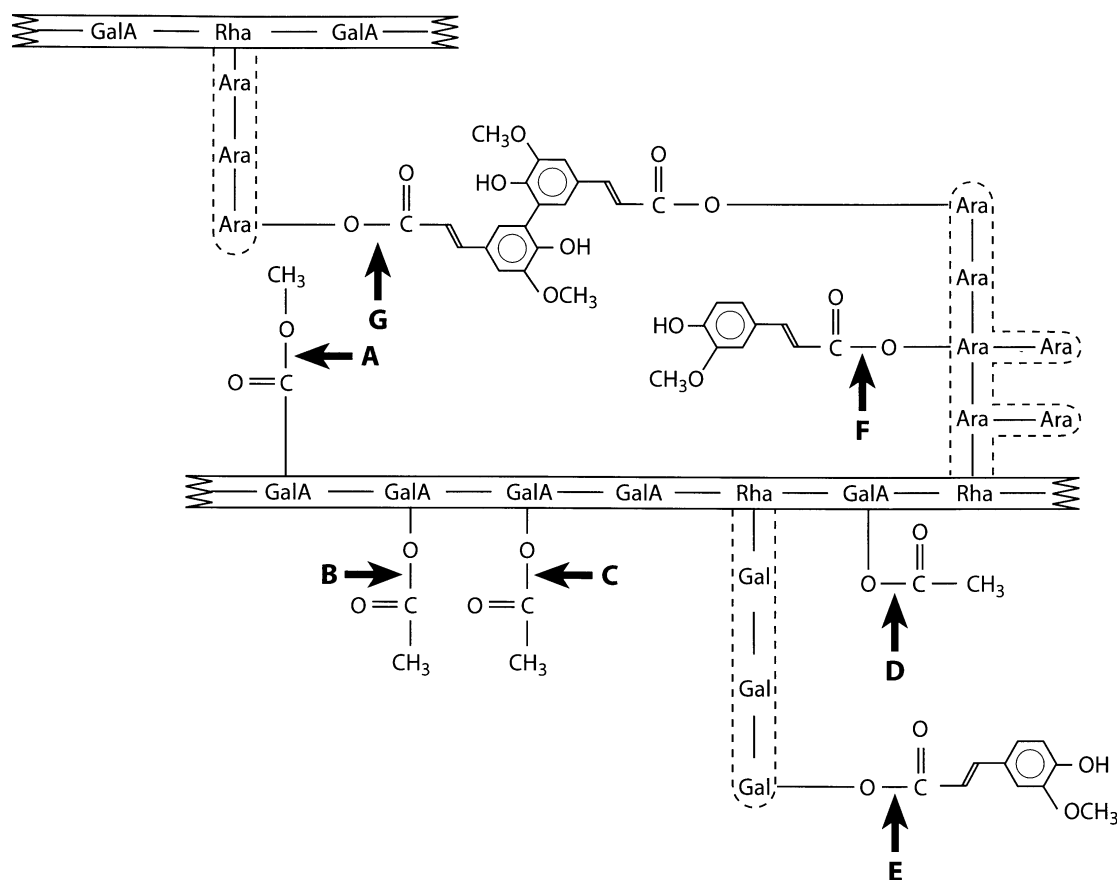 GalA Rha GalA
Ara
Ara
Ara O C O
CH3O
HO
OH
OCH3
O
C O Ara
Ara
G
CH3
O
A
O C
HO
CH3O
O
C O Ara Ara
F
Ara Ara
GalA GalA GalA GalA Rha GalA Rha
O
B
O C
CH3
O
C
O C
CH3
O
O C CH3
D
Gal
Gal
Gal O C
O
OH
OCH3
E